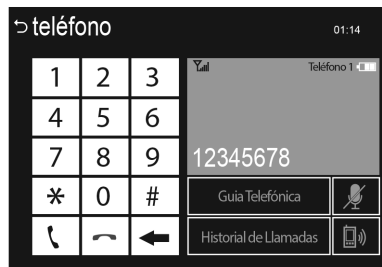 teléfono
01:14
1 2 3
Teléfono 1
4 5 6
7 8 9
12345678
* 0 #
Guia Telefónica
Historial de Llamadas